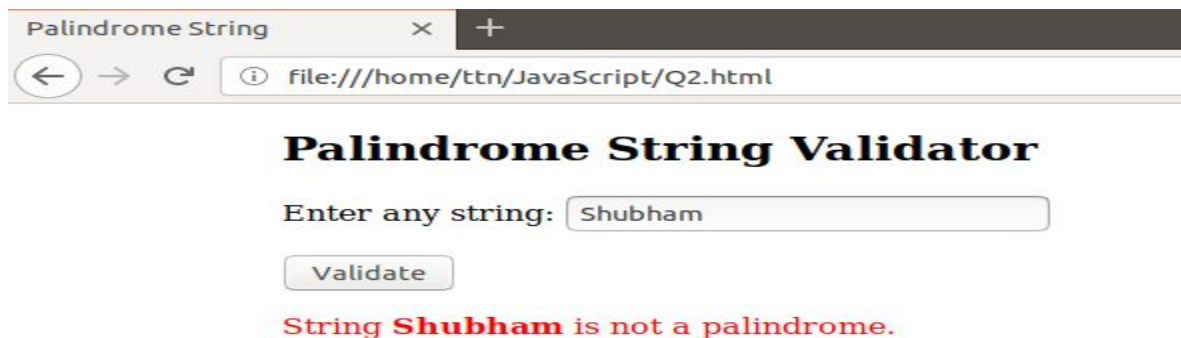 Palindrome String
file:///home/ttn/JavaScript/Q2.html
Palindrome String Validator
Enter any string: Shubham
Validate
String Shubham is not a palindrome.